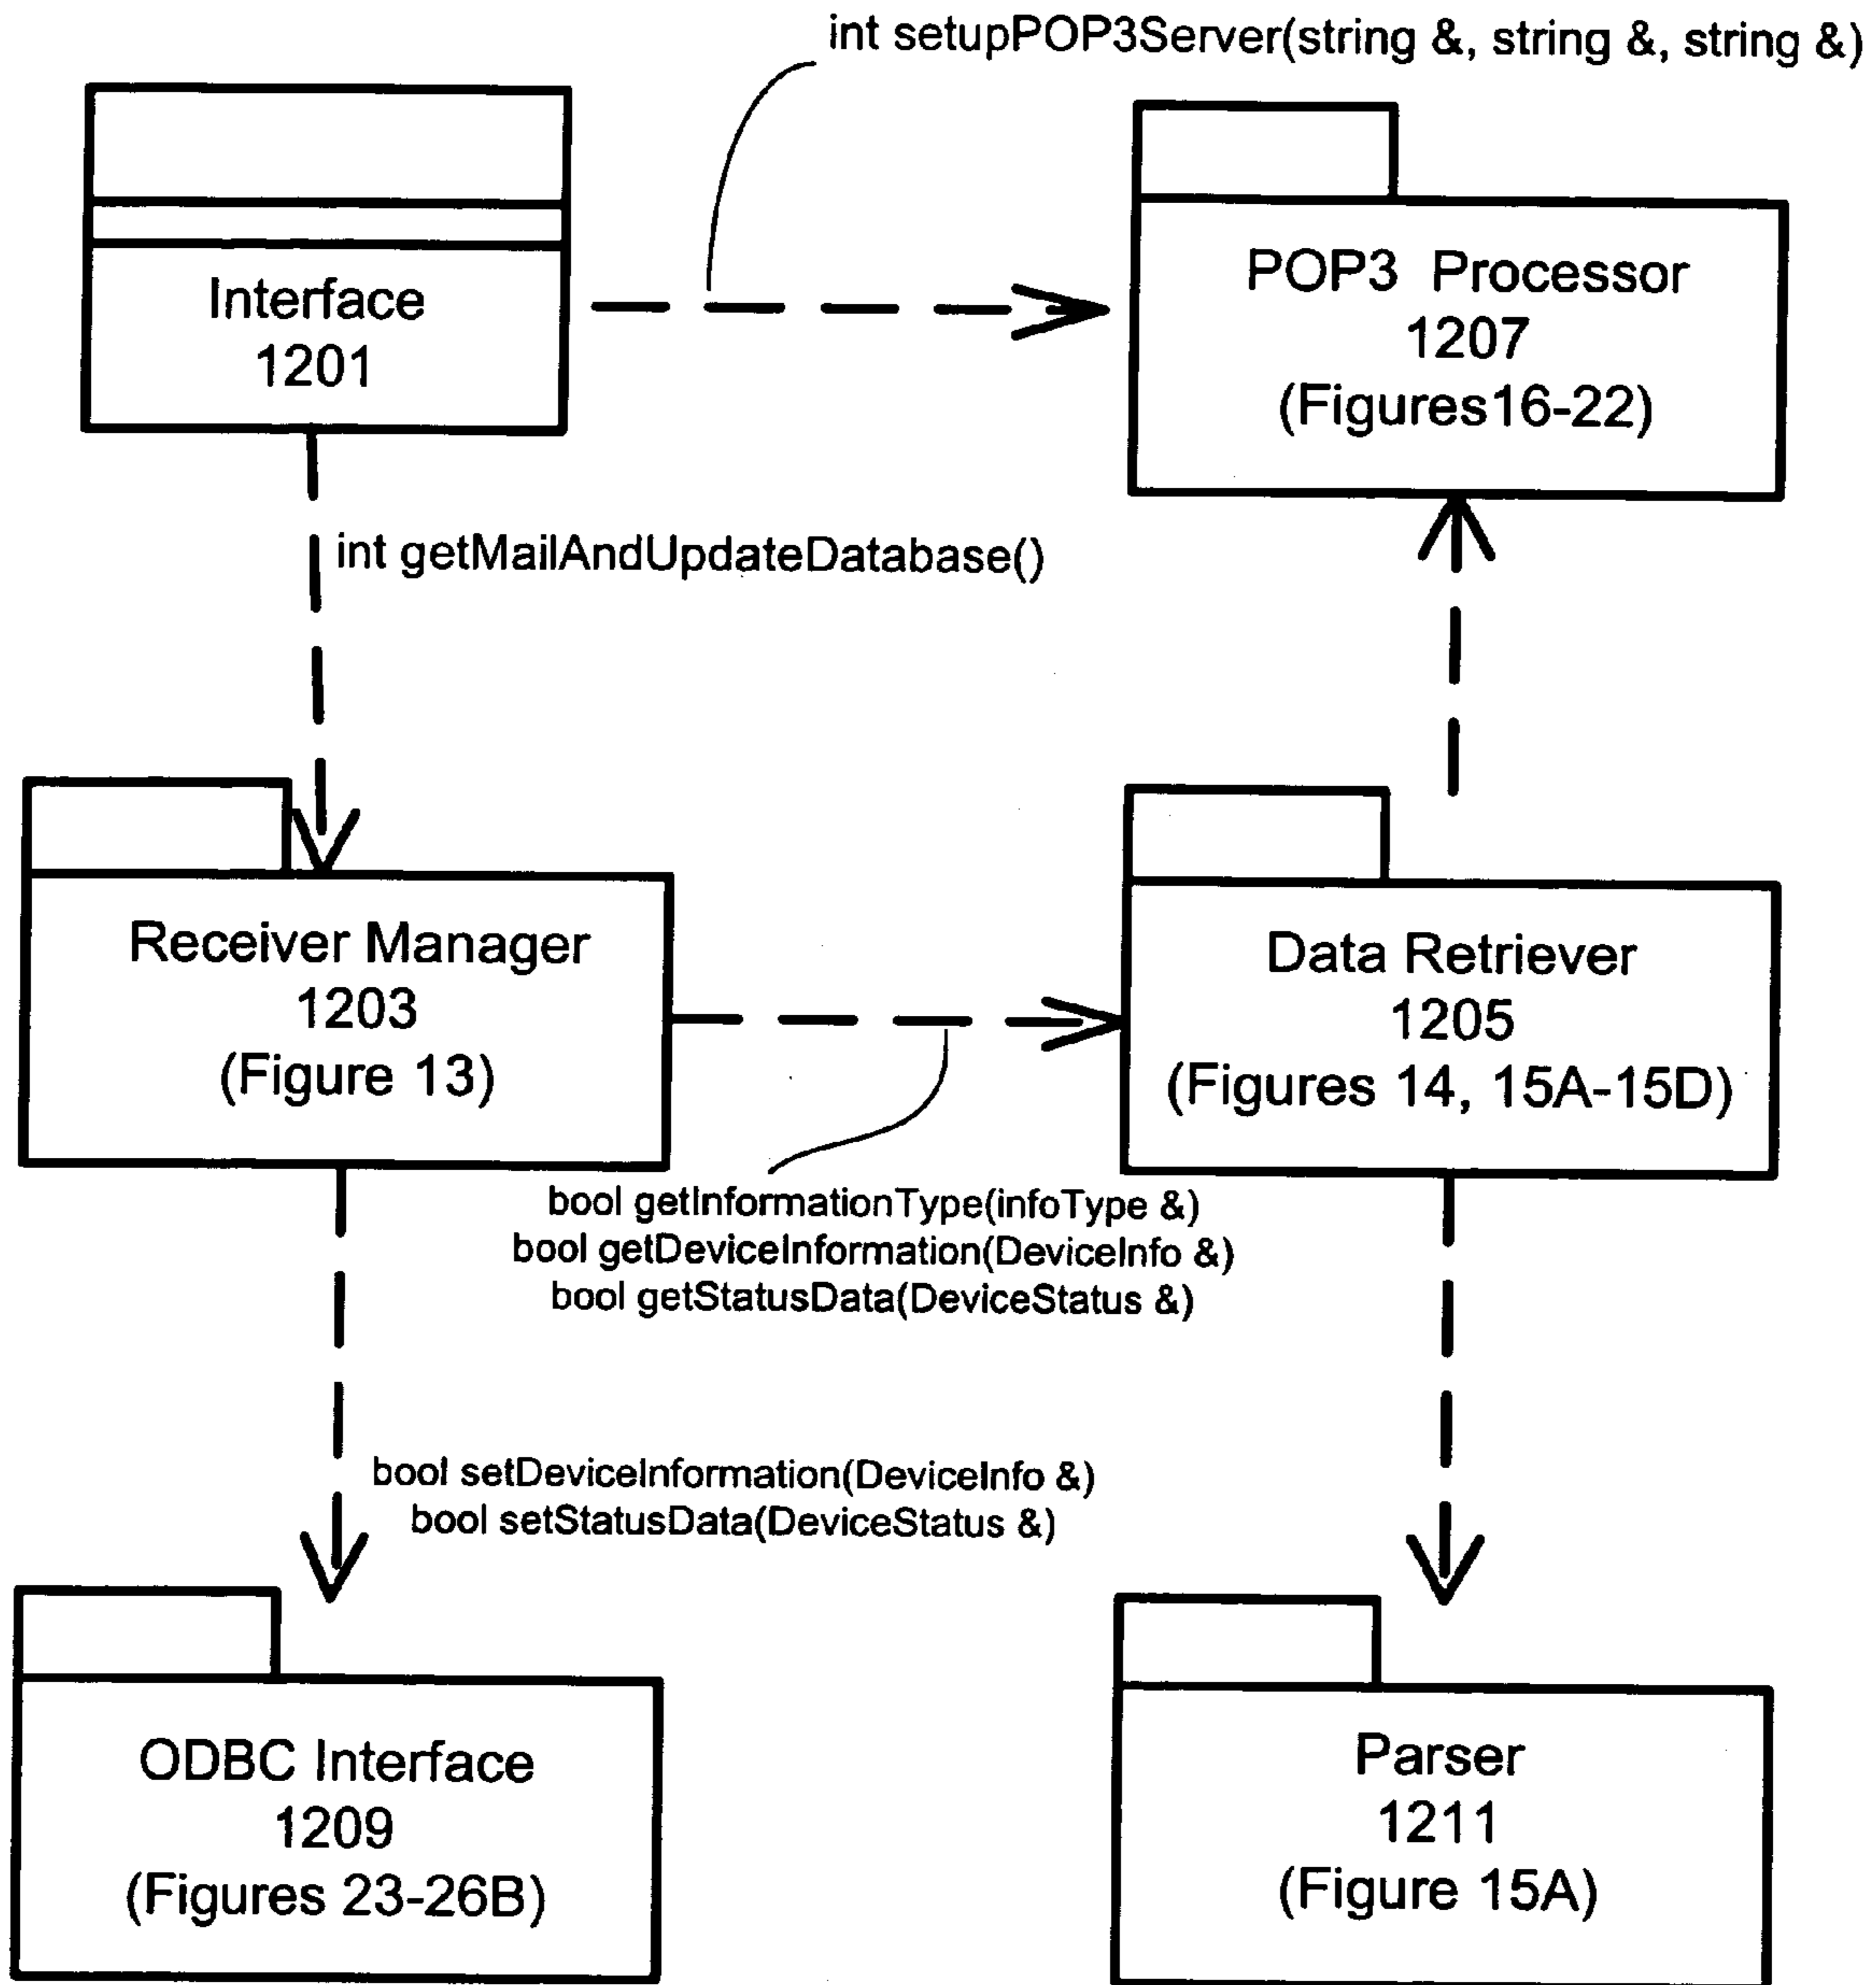 int setupPOP3Server(string &, string &, string &)
Interface
1201
POP3 Processor
1207
(Figures16-22)
int getMailAndUpdateDatabase()
Receiver Manager
1203
(Figure 13)
Data Retriever
1205
(Figures 14, 15A-15D)
bool getInformationType(infoType &)
bool getDeviceInformation(DeviceInfo &)
bool getStatusData(DeviceStatus &)
bool setDeviceInformation(DeviceInfo &)
bool setStatusData(DeviceStatus &)
ODBC Interface
1209
(Figures 23-26B)
Parser
1211
(Figure 15A)